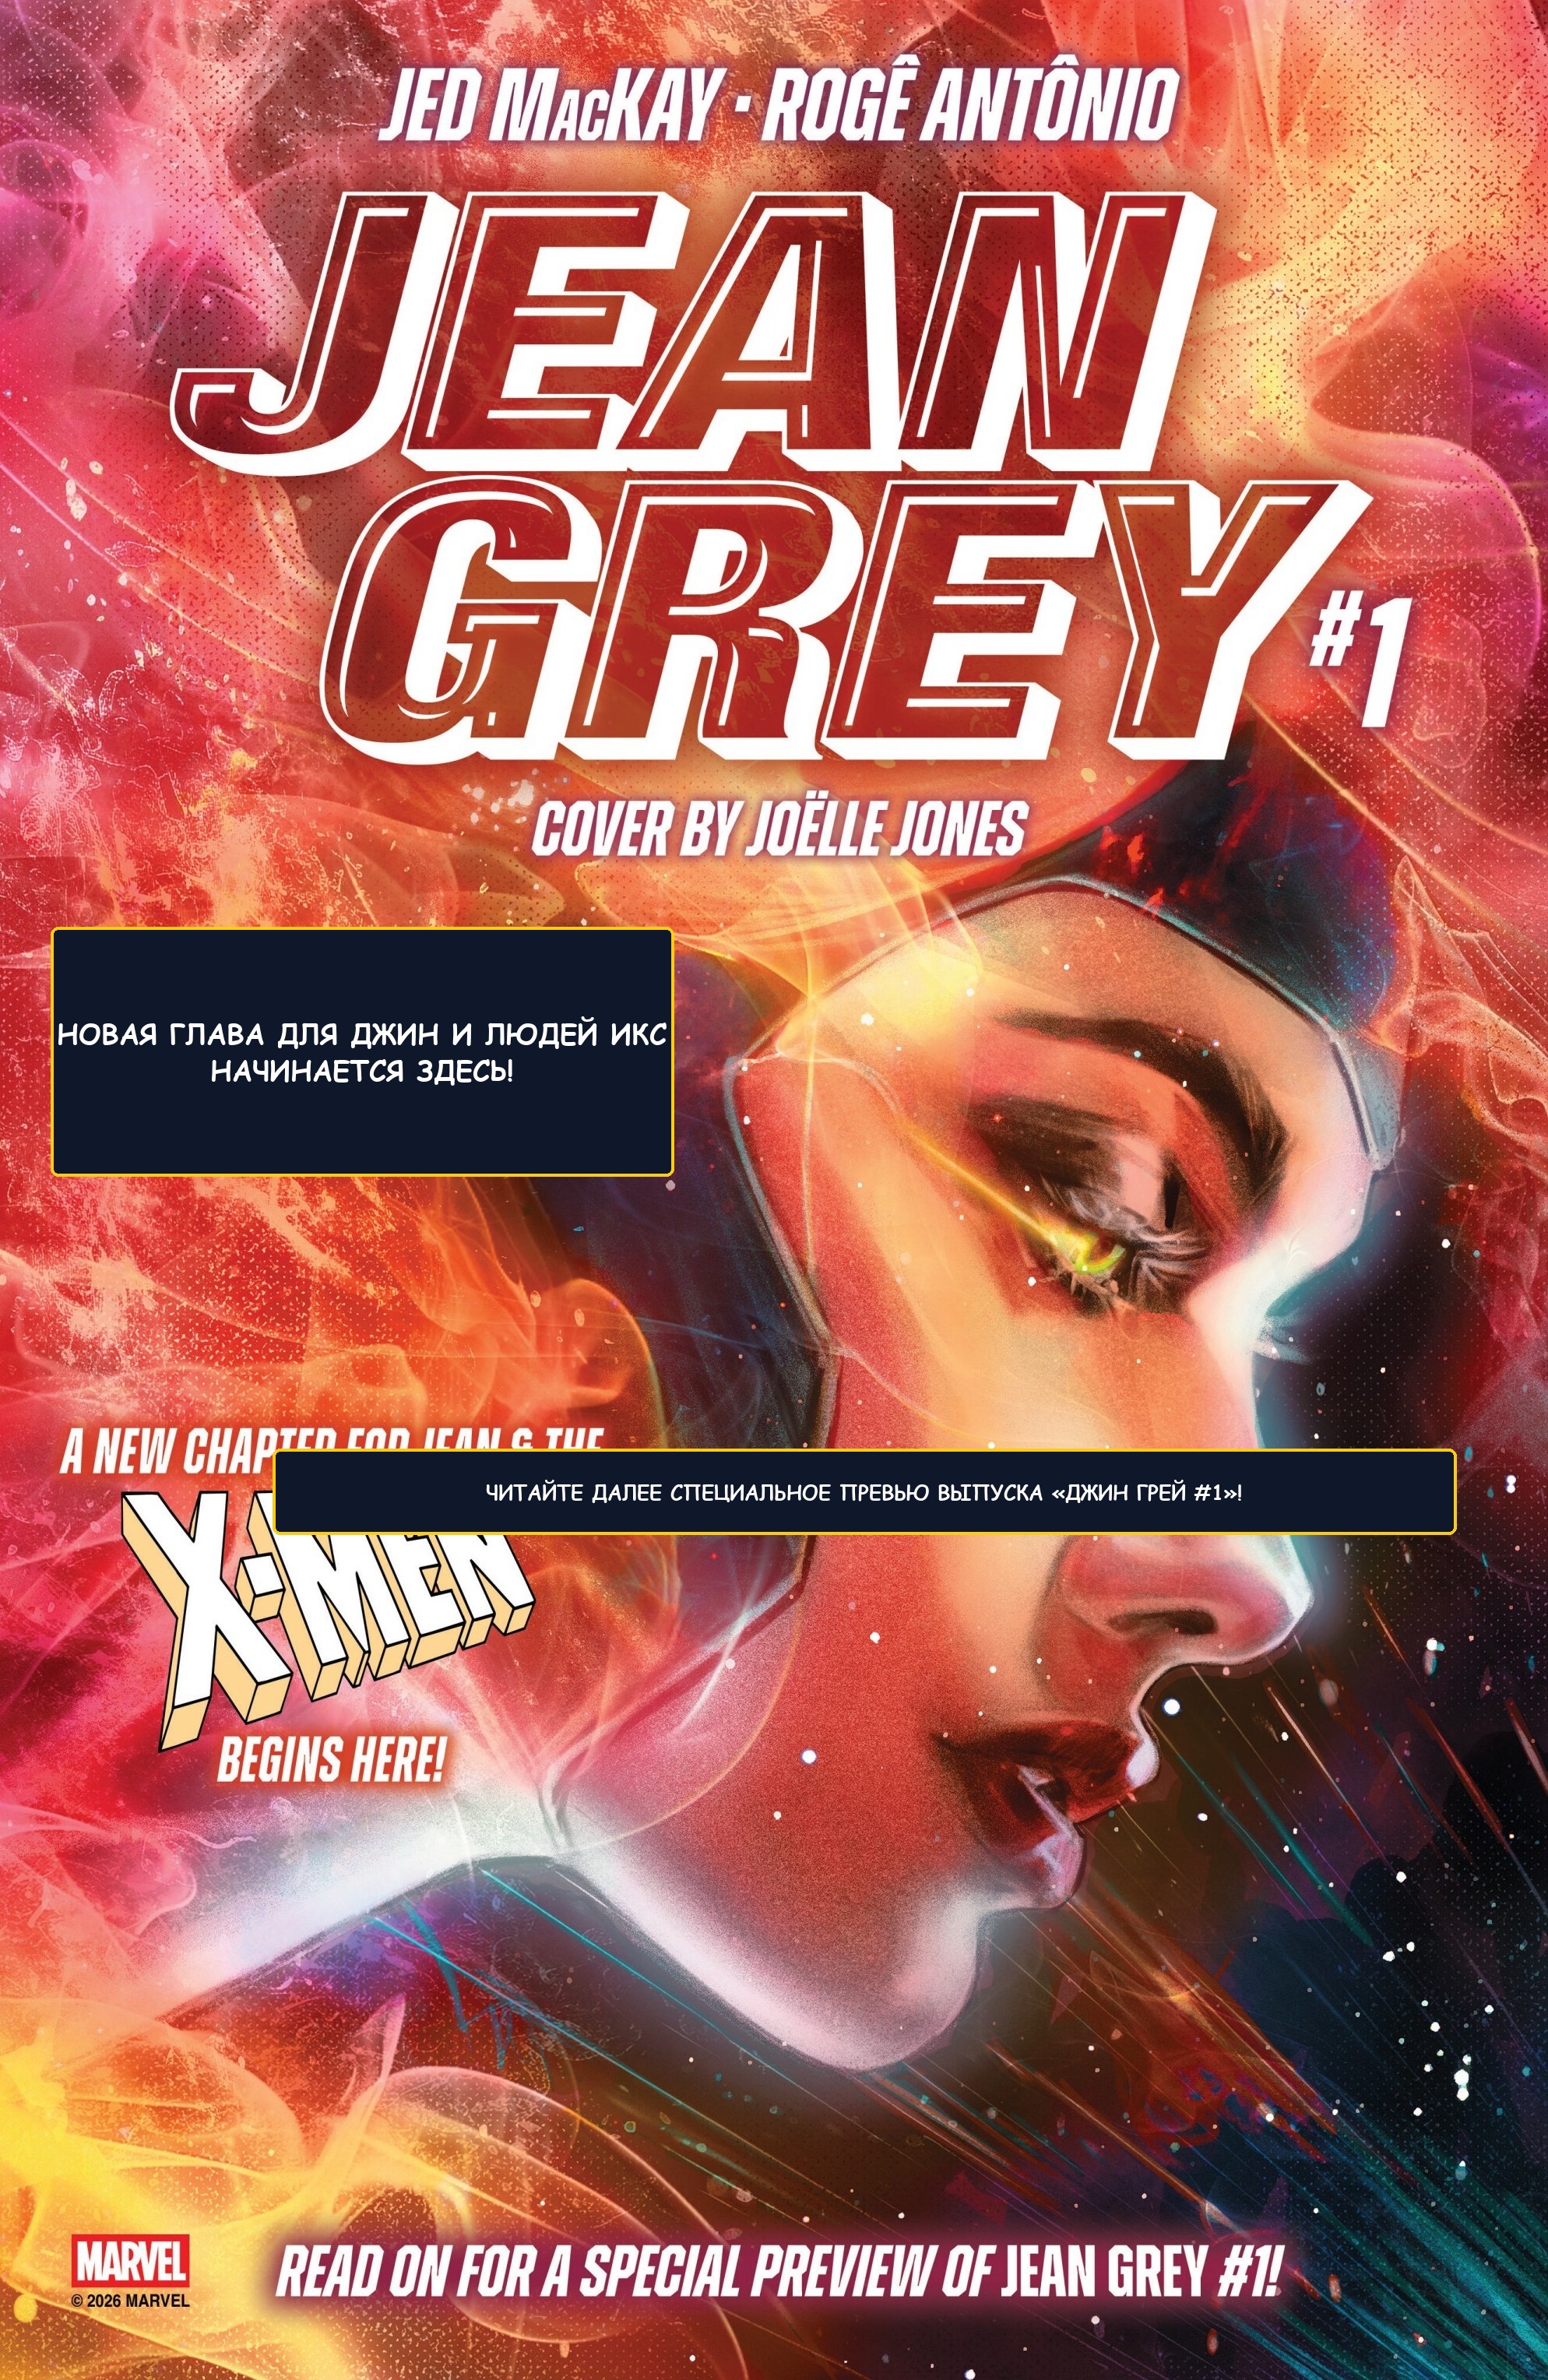 JED MacKAY · ROGÊ ANTÔNIO
JEAN
GREY #1
COVER BY JOËLLE JONES
НОВАЯ ГЛАВА ДЛЯ ДЖИН И ЛЮДЕЙ ИКС
НАЧИНАЕТСЯ ЗДЕСЬ!
A NEW CHAPTER FOR JEAN & THE
ЧИТАЙТЕ ДАЛЕЕ СПЕЦИАЛЬНОЕ ПРЕВЬЮ ВЫПУСКА «ДЖИН ГРЕЙ #1»!
X-MEN
BEGINS HERE!
MARVEL
© 2026 MARVEL
READ ON FOR A SPECIAL PREVIEW OF JEAN GREY #1!